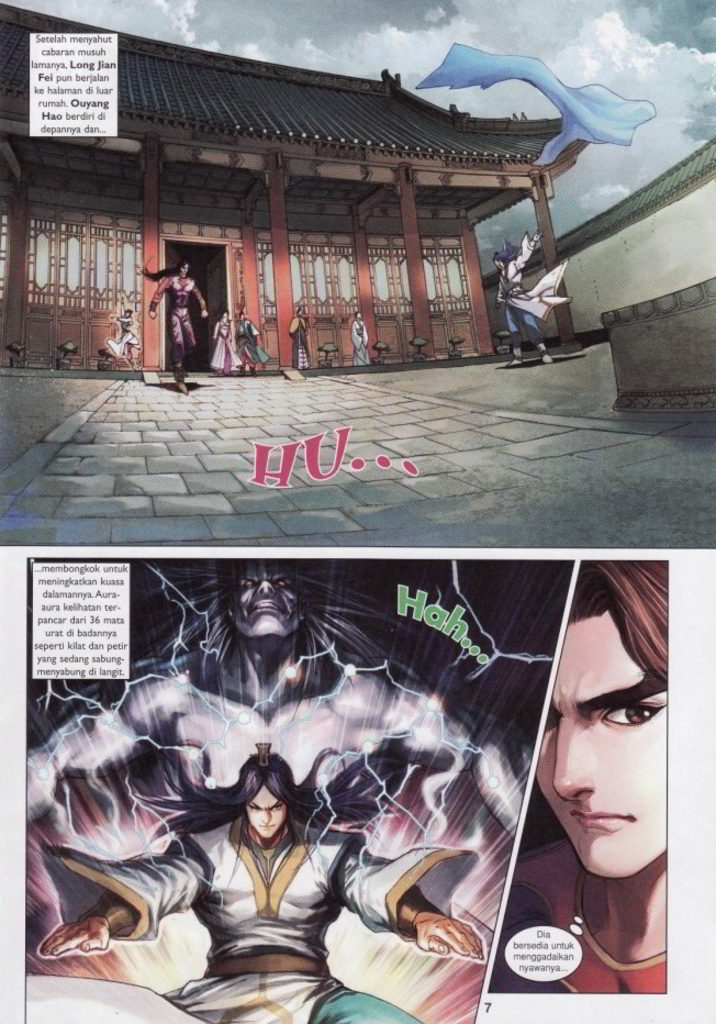 Setelah menyahut
cabaran musuh
lamanya, Long Jian
Fei pun berjalan
ke halaman di luar
rumah. Ouyang
Hao berdiri di
depannya dan...
HU...
...membongkok untuk
meningkatkan kuasa
dalamannya. Aura-
aura kelihatan ter-
pancar dari 36 mata
urat di badannya
seperti kilat dan petir
yang sedang sabung-
menyabung di langit.
Hah...
Dia
bersedia untuk
menggadaikan
nyawanya...
7